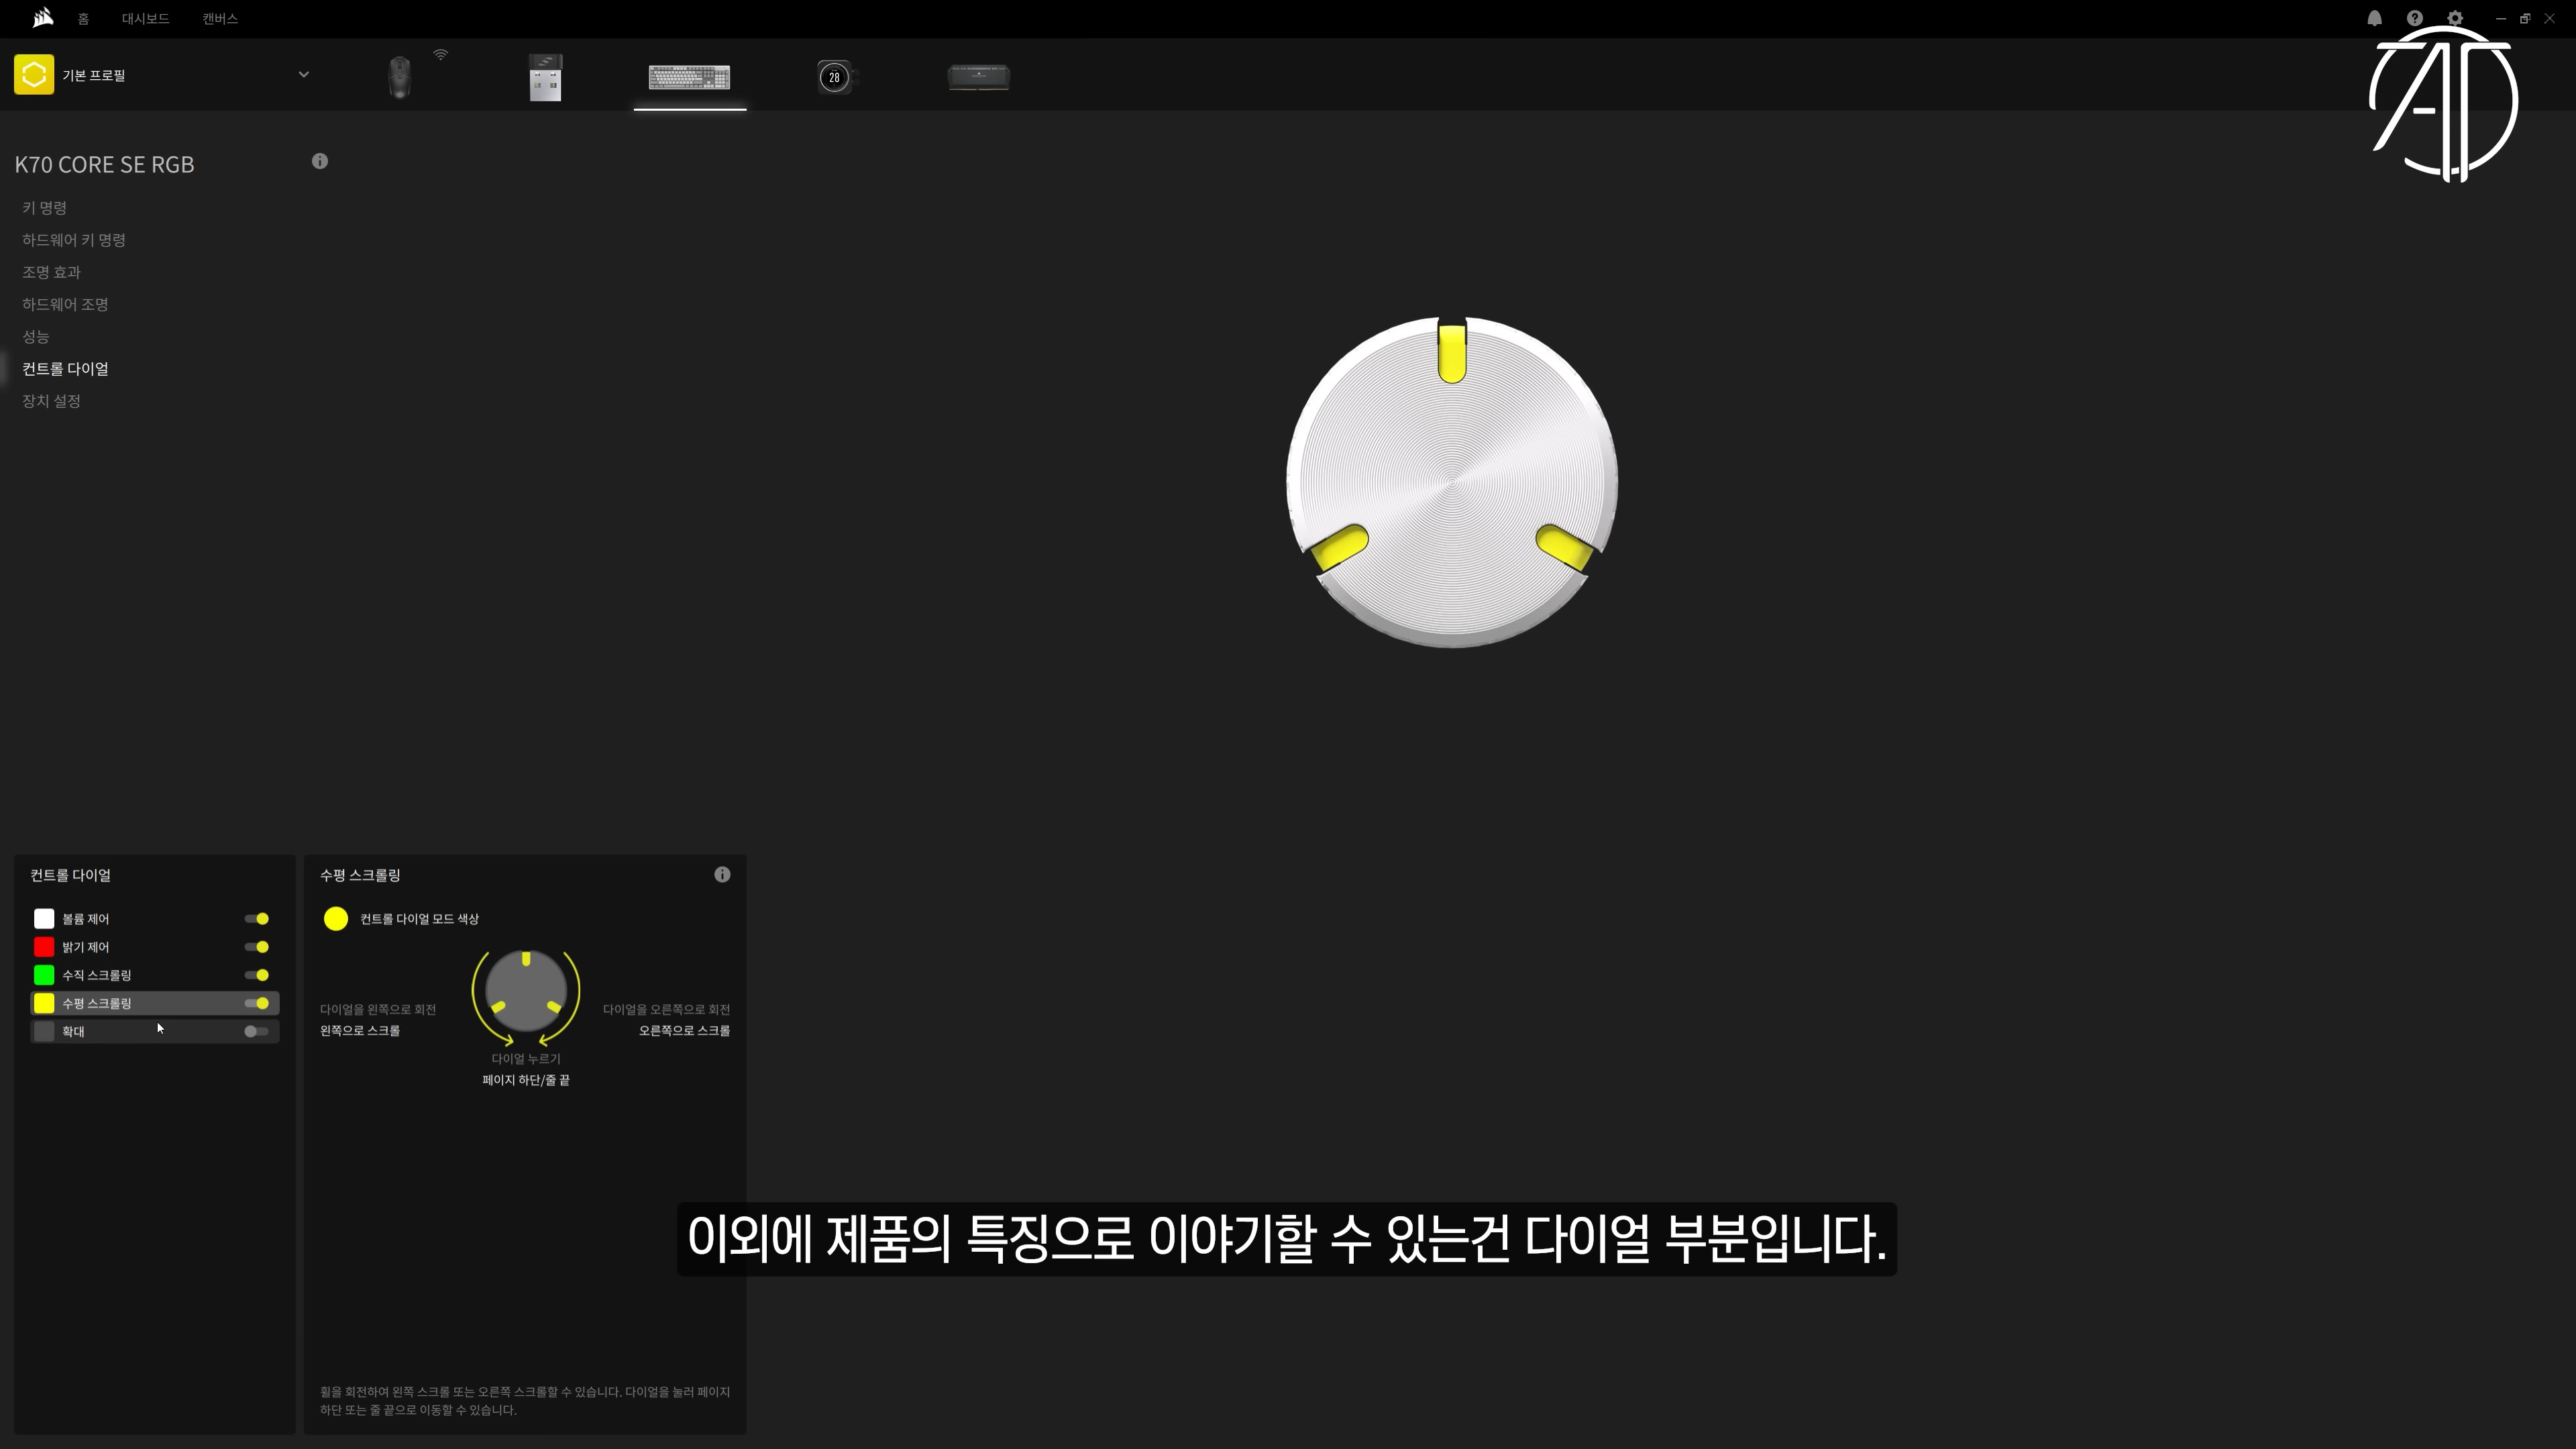 홈 대시보드 캔버스
기본 프로필
28
K70 CORE SE RGB
키 명령
하드웨어 키 명령
조명 효과
하드웨어 조명
성능
컨트롤 다이얼
장치 설정
컨트롤 다이얼
볼륨 제어
밝기 제어
수직 스크롤링
수평 스크롤링
확대
수평 스크롤링
컨트롤 다이얼 모드 색상
다이얼을 왼쪽으로 회전
왼쪽으로 스크롤
다이얼을 오른쪽으로 회전
오른쪽으로 스크롤
다이얼 누르기
페이지 하단/줄 끝
휠을 회전하여 왼쪽 스크롤 또는 오른쪽 스크롤할 수 있습니다. 다이얼을 눌러 페이지
하단 또는 줄 끝으로 이동할 수 있습니다.
이외에 제품의 특징으로 이야기할 수 있는건 다이얼 부분입니다.